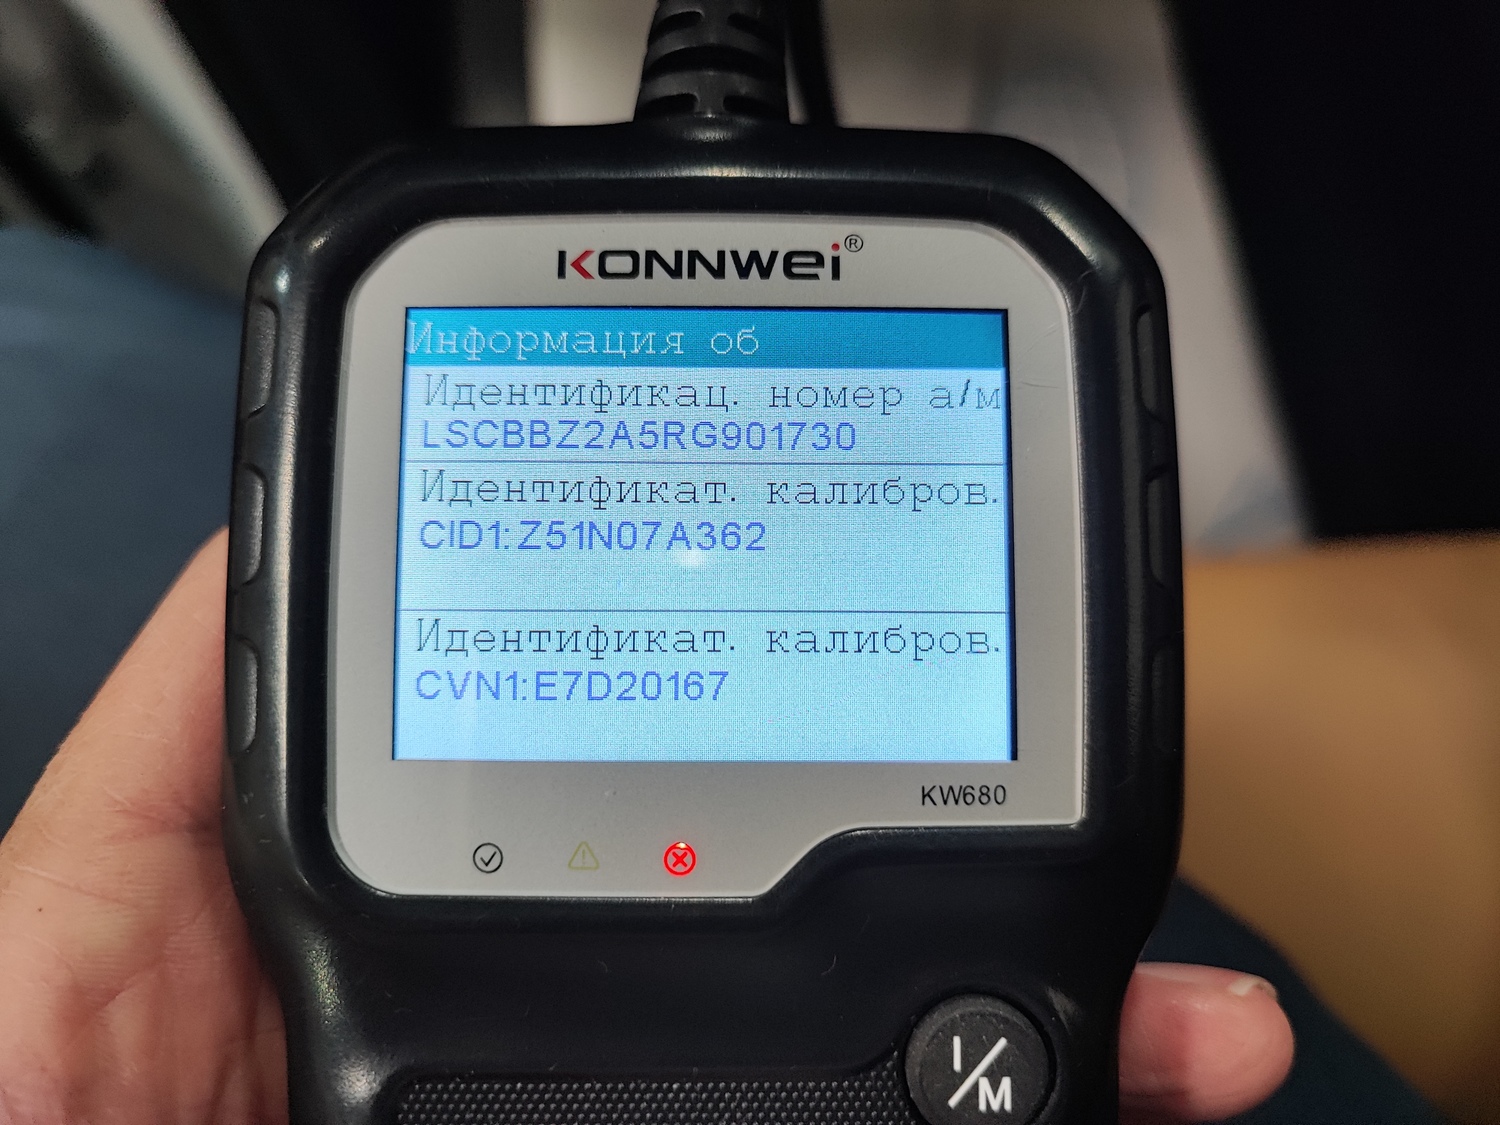 KONNWEI®
Информация об
Идентификац. номер а/м
LSCBBZ2A5RG901730
Идентификат. калибров.
CID1:Z51N07A362
Идентификат. калибров.
CVN1:E7D20167
KW680
I/M